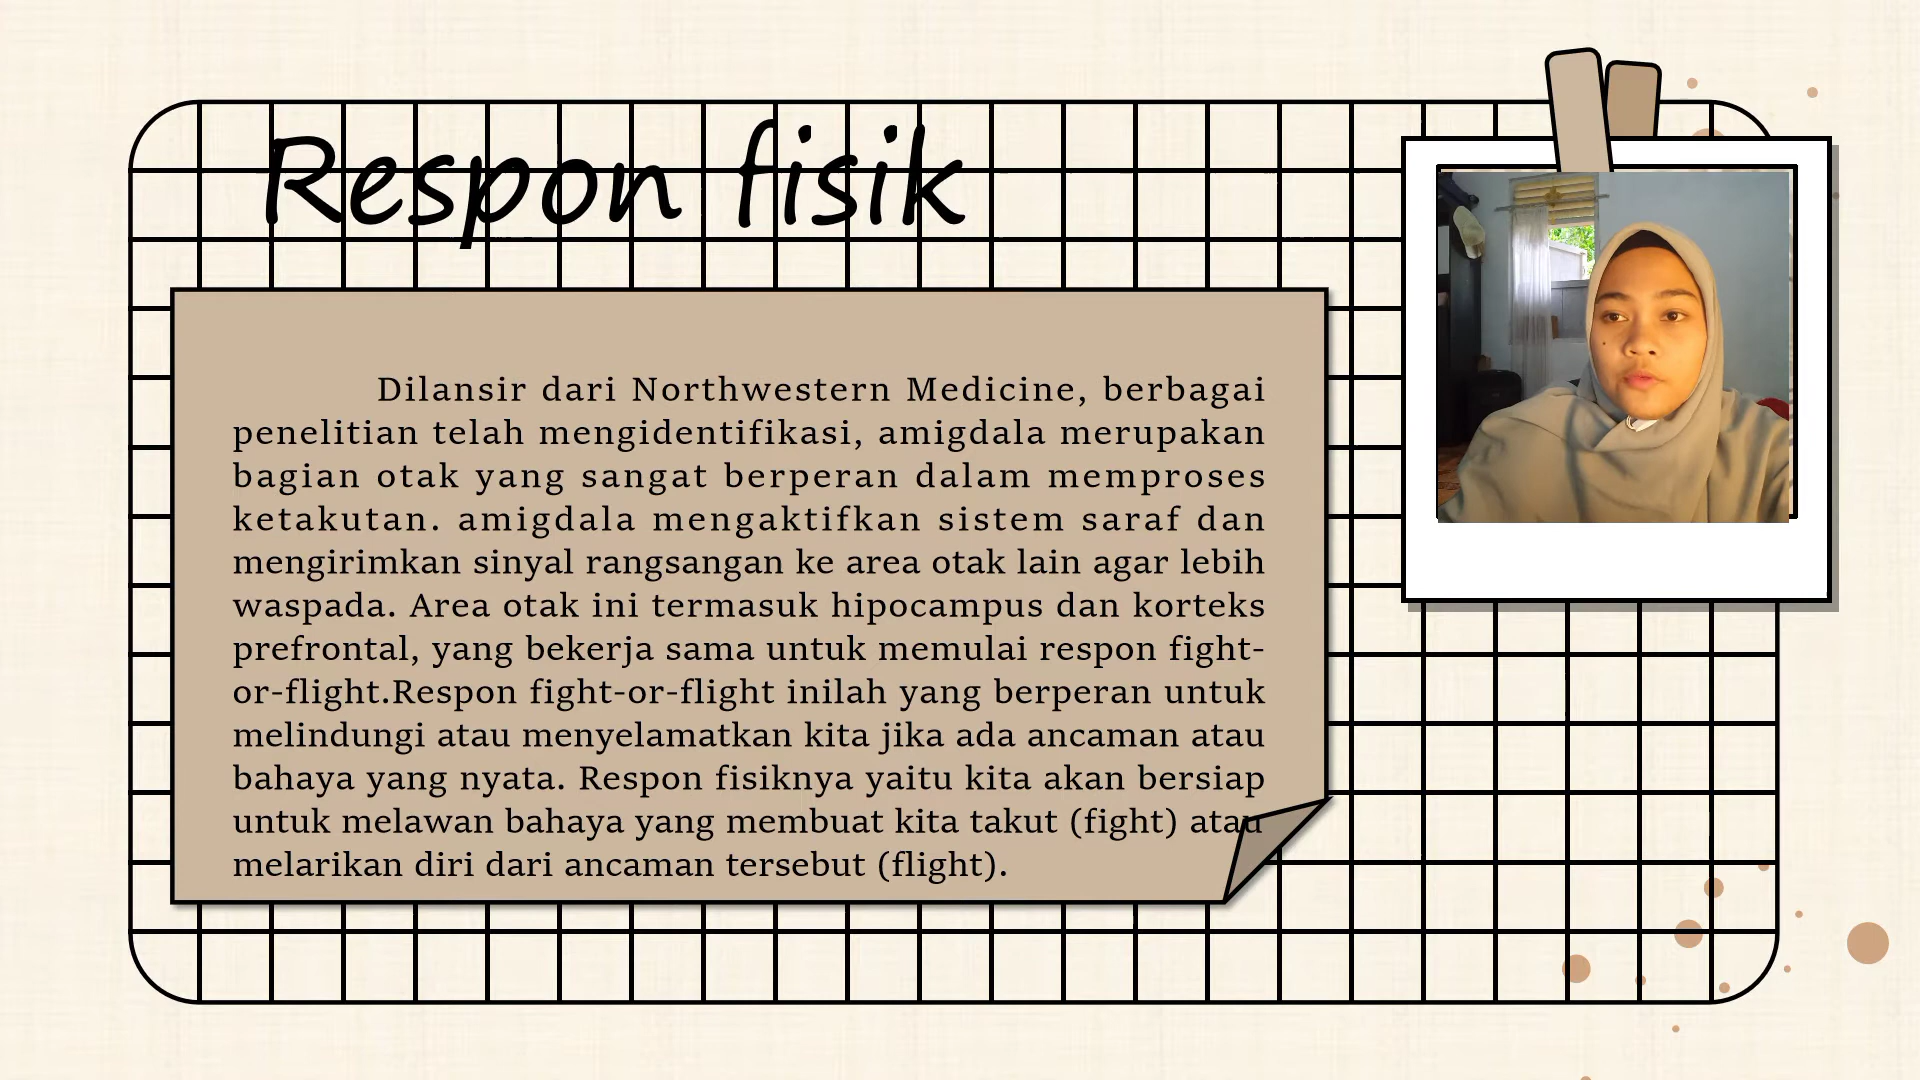 Respon fisik
Dilansir dari Northwestern Medicine, berbagai
penelitian telah mengidentifikasi, amigdala merupakan
bagian otak yang sangat berperan dalam memproses
ketakutan. amigdala mengaktifkan sistem saraf dan
mengirimkan sinyal rangsangan ke area otak lain agar lebih
waspada. Area otak ini termasuk hipocampus dan korteks
prefrontal, yang bekerja sama untuk memulai respon fight-
or-flight.Respon fight-or-flight inilah yang berperan untuk
melindungi atau menyelamatkan kita jika ada ancaman atau
bahaya yang nyata. Respon fisiknya yaitu kita akan bersiap
untuk melawan bahaya yang membuat kita takut (fight) atau
melarikan diri dari ancaman tersebut (flight).